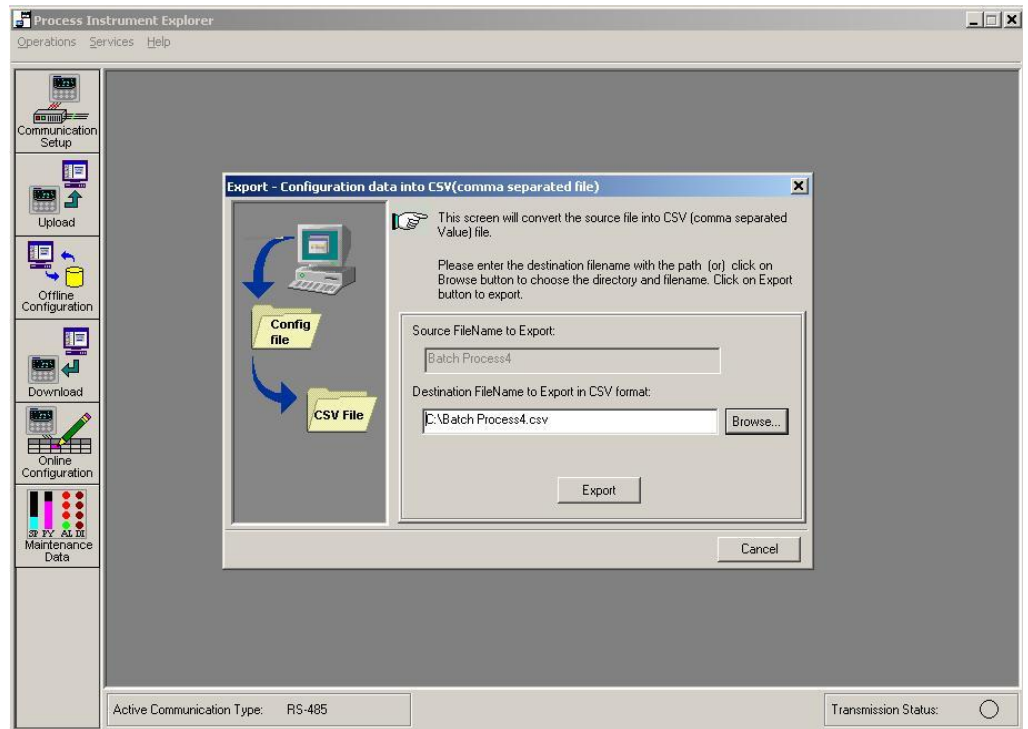 Process Instrument Explorer
Operations Services Help
Communication
Setup
Upload
Offline
Configuration
Download
Online
Configuration
SP PY AL DI
Maintenance
Data
Export - Configuration data into CSV(comma separated file)
This screen will convert the source file into CSV (comma separated
Value) file.
Please enter the destination filename with the path (or) click on
Browse button to choose the directory and filename. Click on Export
button to export.
Config
file
CSV File
Source FileName to Export:
Batch Process4
Destination FileName to Export in CSV format:
C:\Batch Process4.csv
Browse...
Export
Cancel
Active Communication Type: RS-485
Transmission Status: